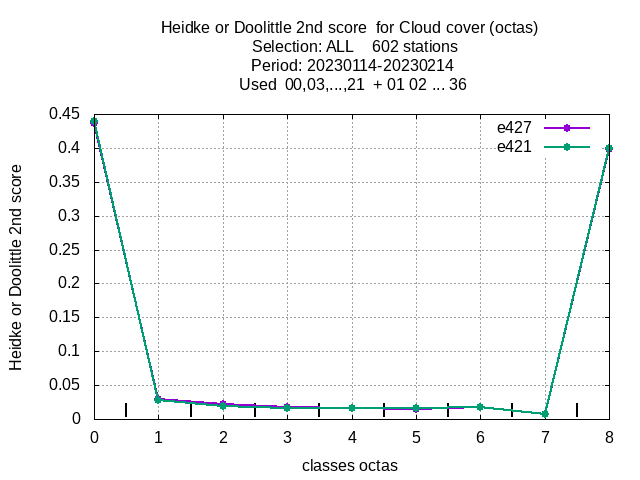 Heidke or Doolittle 2nd score  for Cloud cover (octas)
Selection: ALL    602 stations
Period: 20230114-20230214
Used  00,03,...,21  + 01 02 ... 36
e427
e421
Heidke or Doolittle 2nd score
0.45
0.4
0.35
0.3
0.25
0.2
0.15
0.1
0.05
0
0 1 2 3 4 5 6 7 8
classes octas